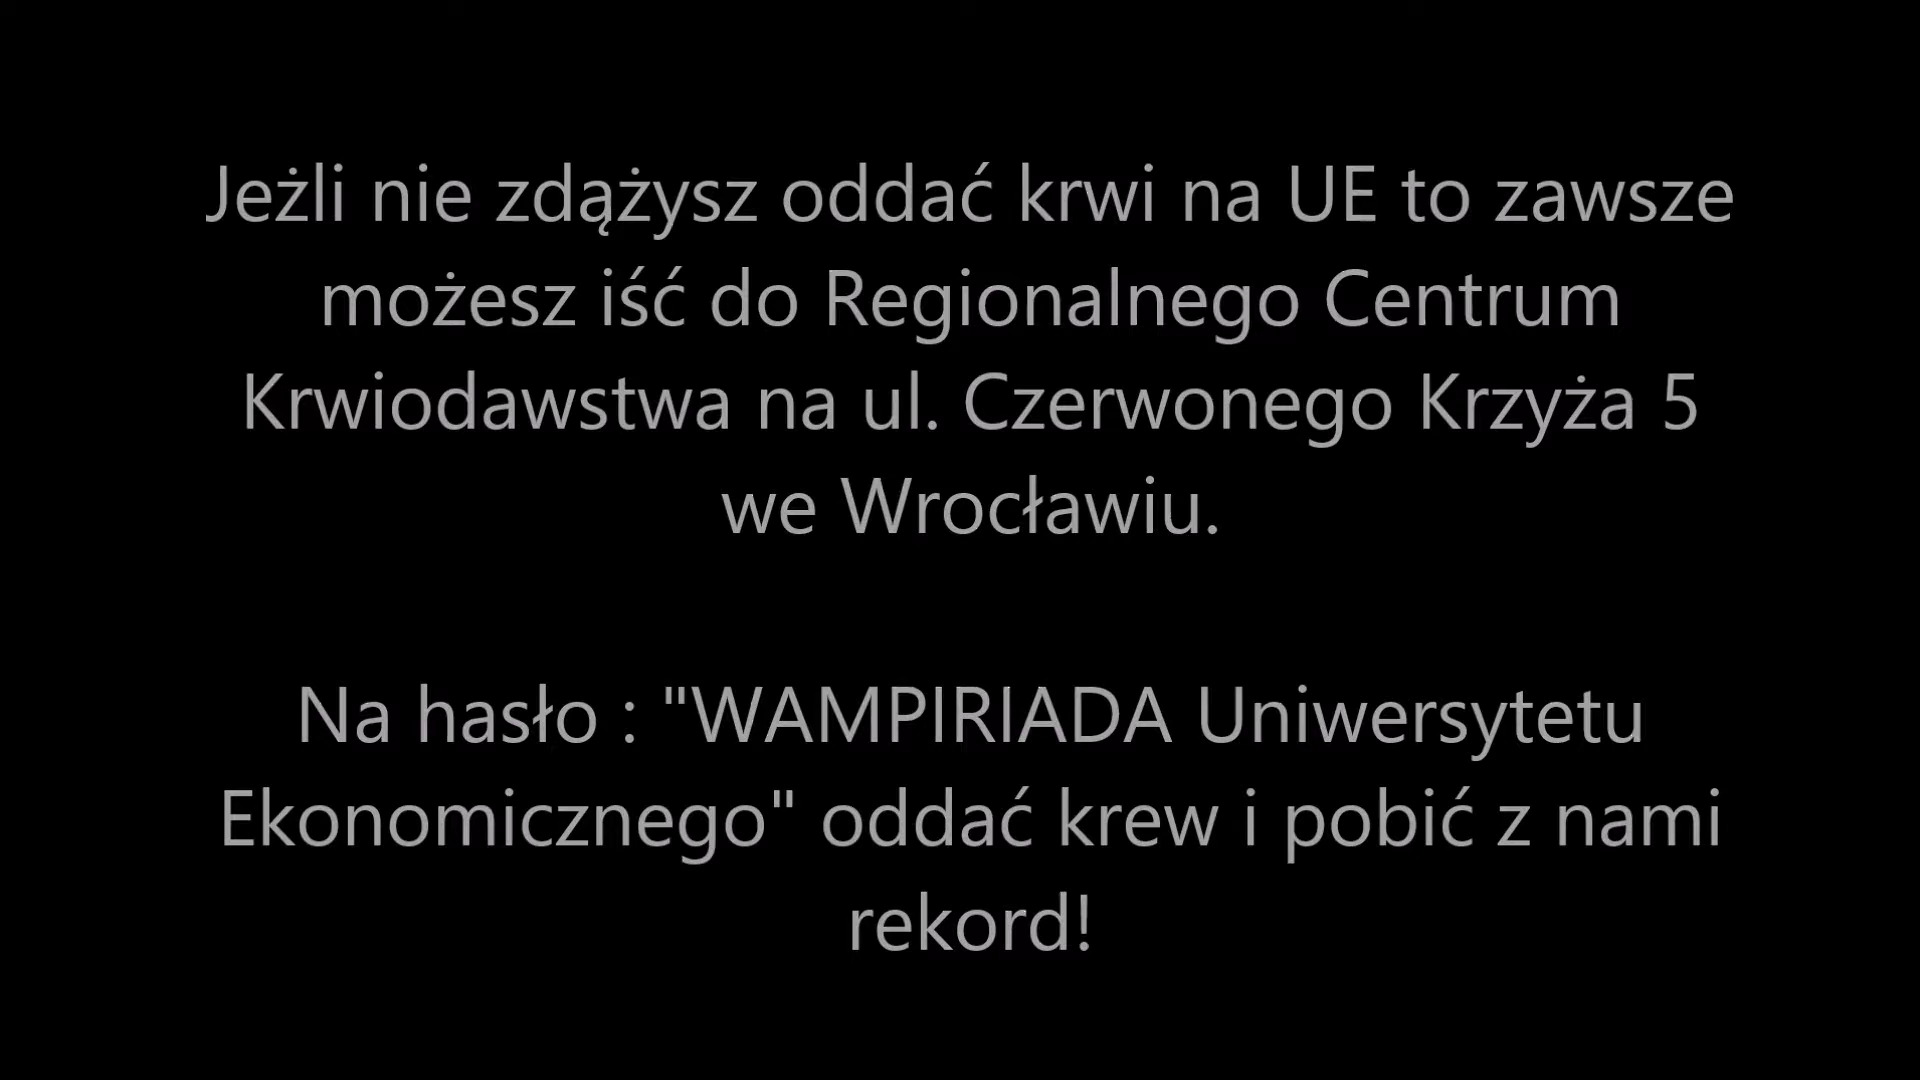 Jeżli nie zdążysz oddać krwi na UE to zawsze
możesz iść do Regionalnego Centrum
Krwiodawstwa na ul. Czerwonego Krzyża 5
we Wrocławiu.
Na hasło : "WAMPIRIADA Uniwersytetu
Ekonomicznego" oddać krew i pobić z nami
rekord!